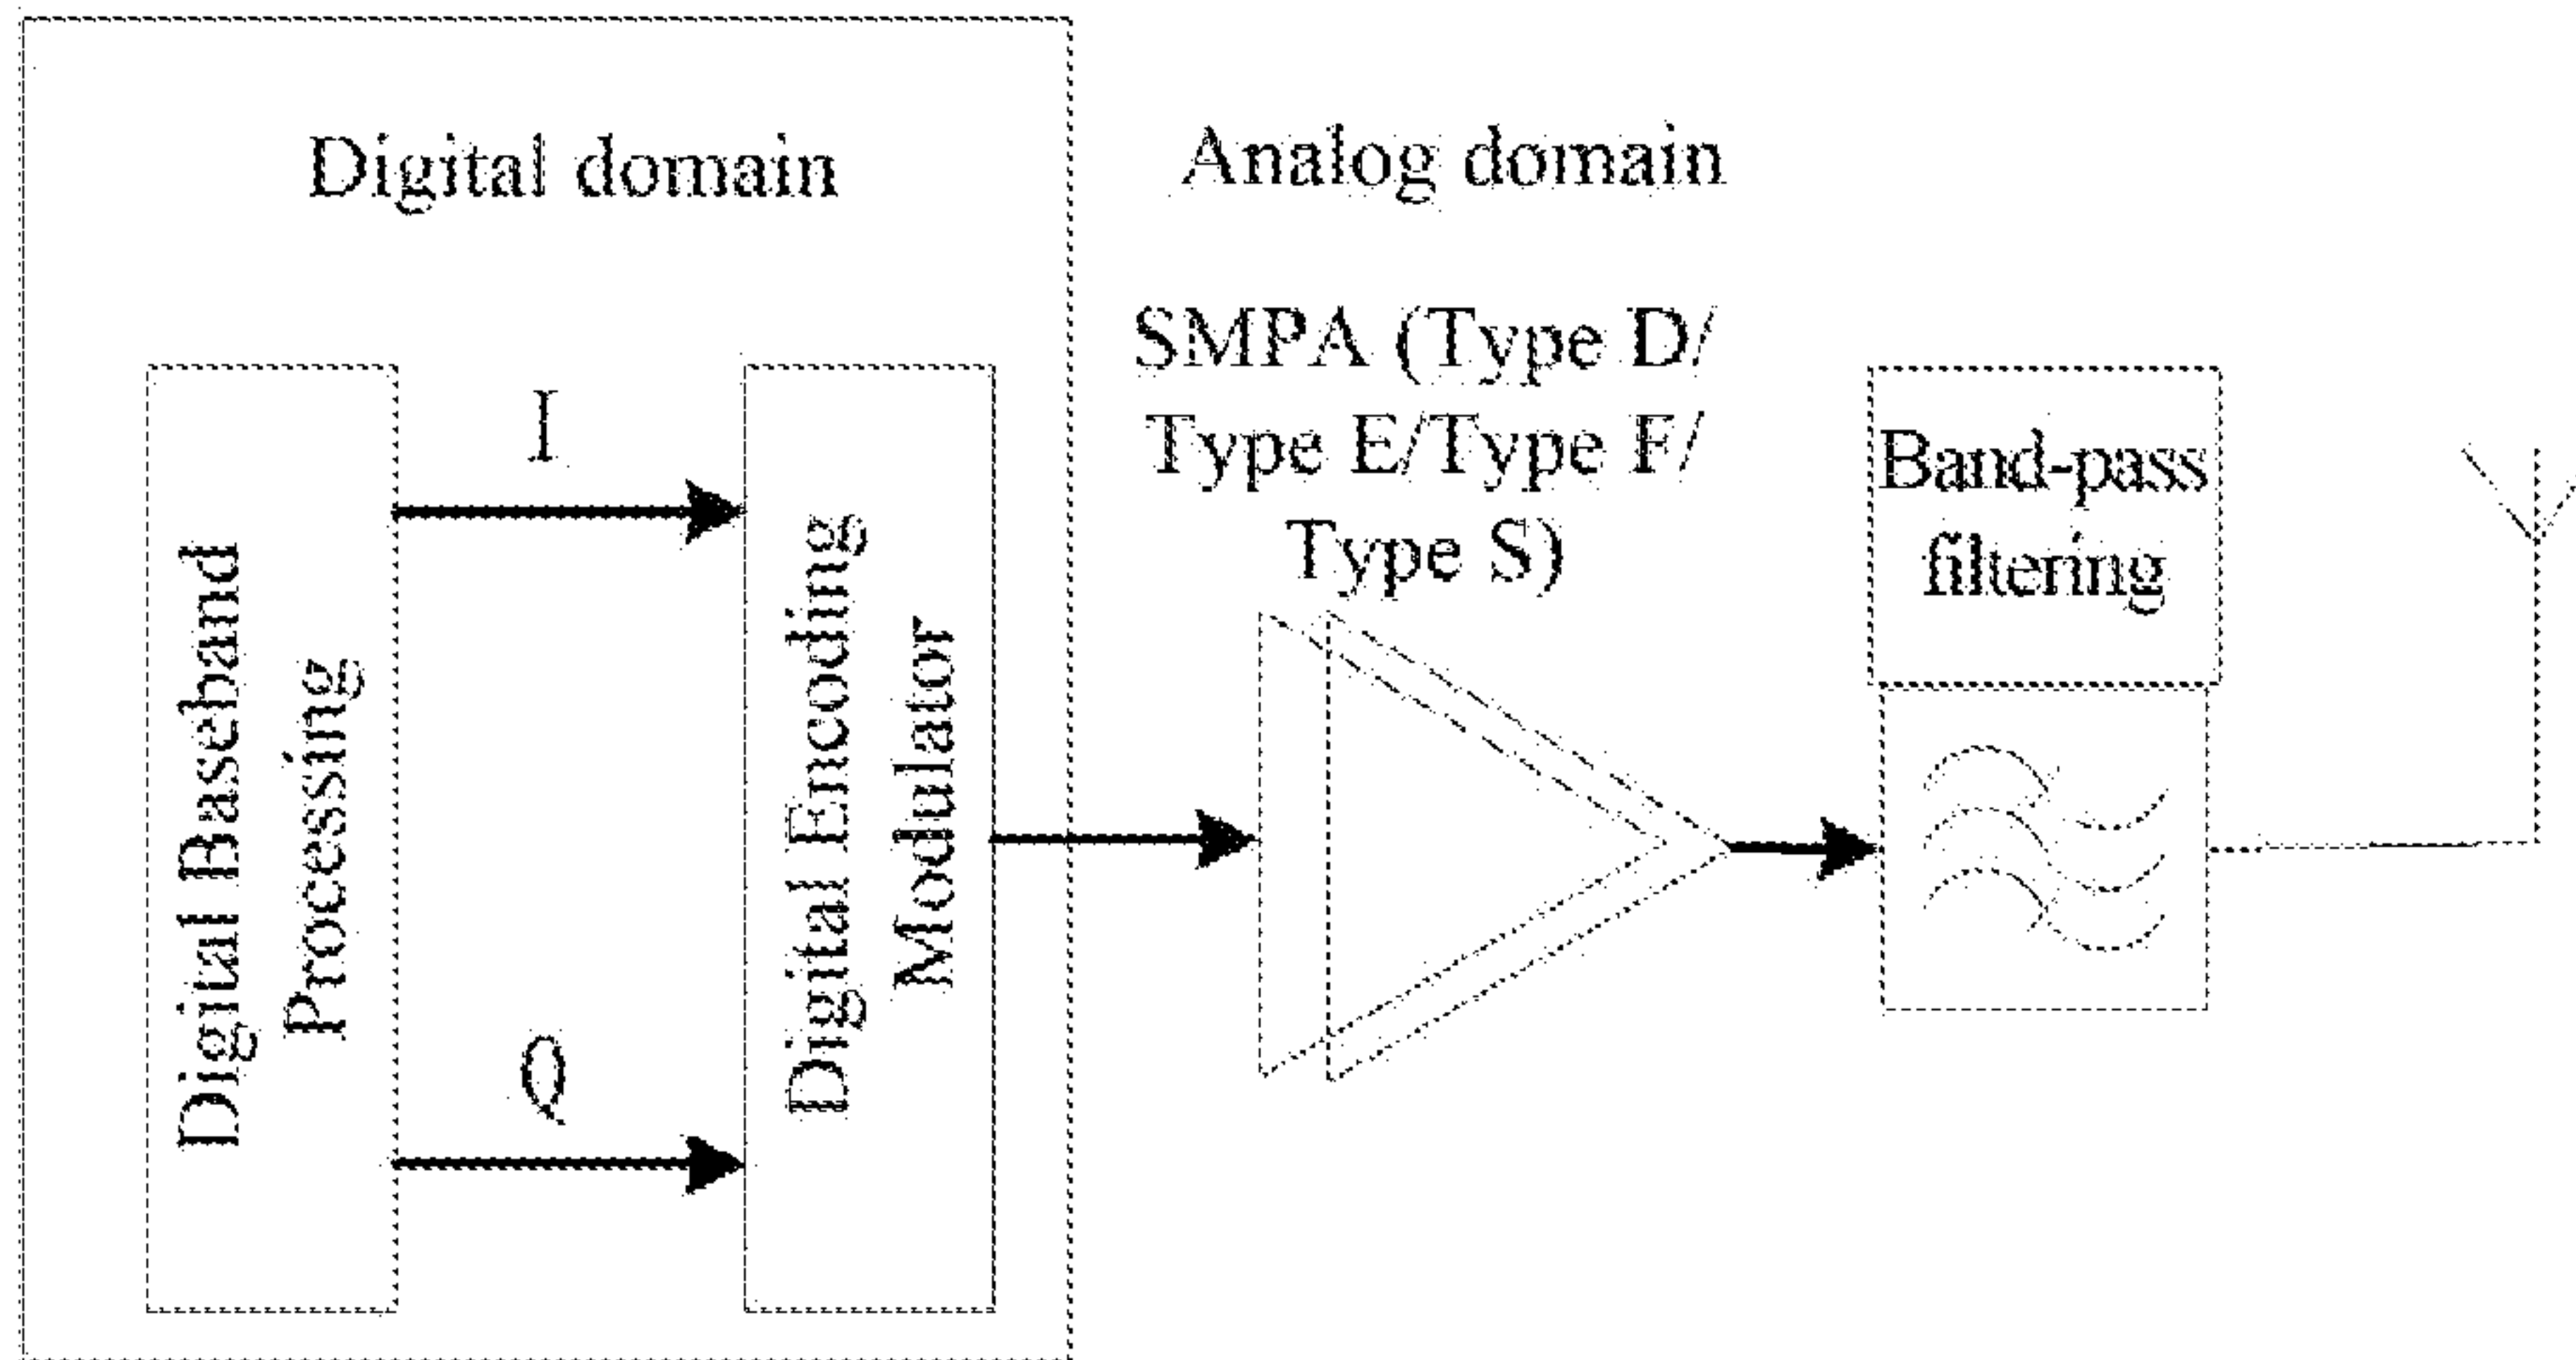 Digital domain
Analog domain
Digital Baseband
Processing
I
Q
Digital Encoding
Modulator
SMPA (Type D/
Type E/Type F/
Type S)
Band-pass
filtering